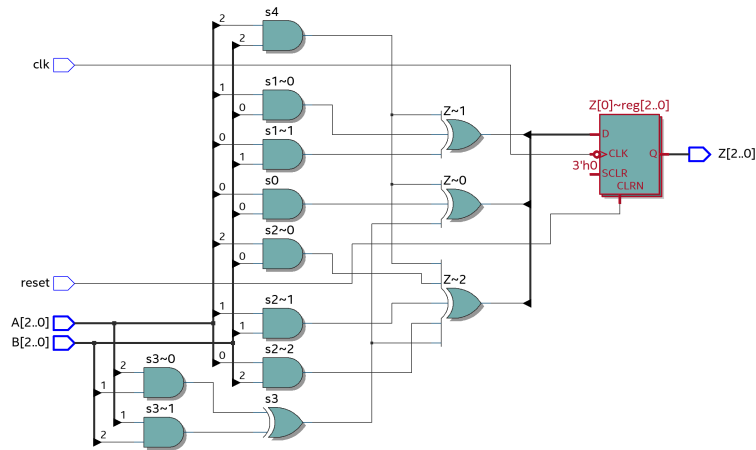 s4
2
2
clk
s1~0
1
0
Z~1
Z[0]~reg[2..0]
D
CLK
Q
Z[2..0]
3'h0
SCLR
CLRN
s1~1
0
1
s0
0
0
Z~0
s2~0
2
0
reset
Z~2
s2~1
1
1
A[2..0]
B[2..0]
s2~2
0
2
s3~0
2
1
s3
s3~1
1
2